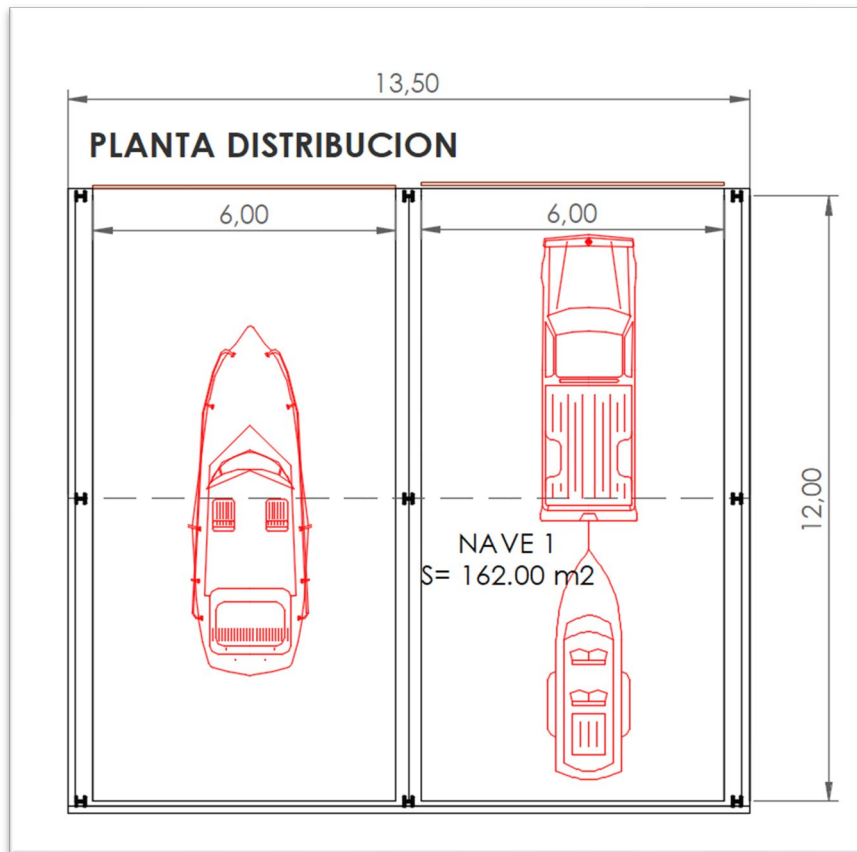 13,50
PLANTA DISTRIBUCION
6,00
6,00
12,00
NAVE 1
S= 162.00 m2